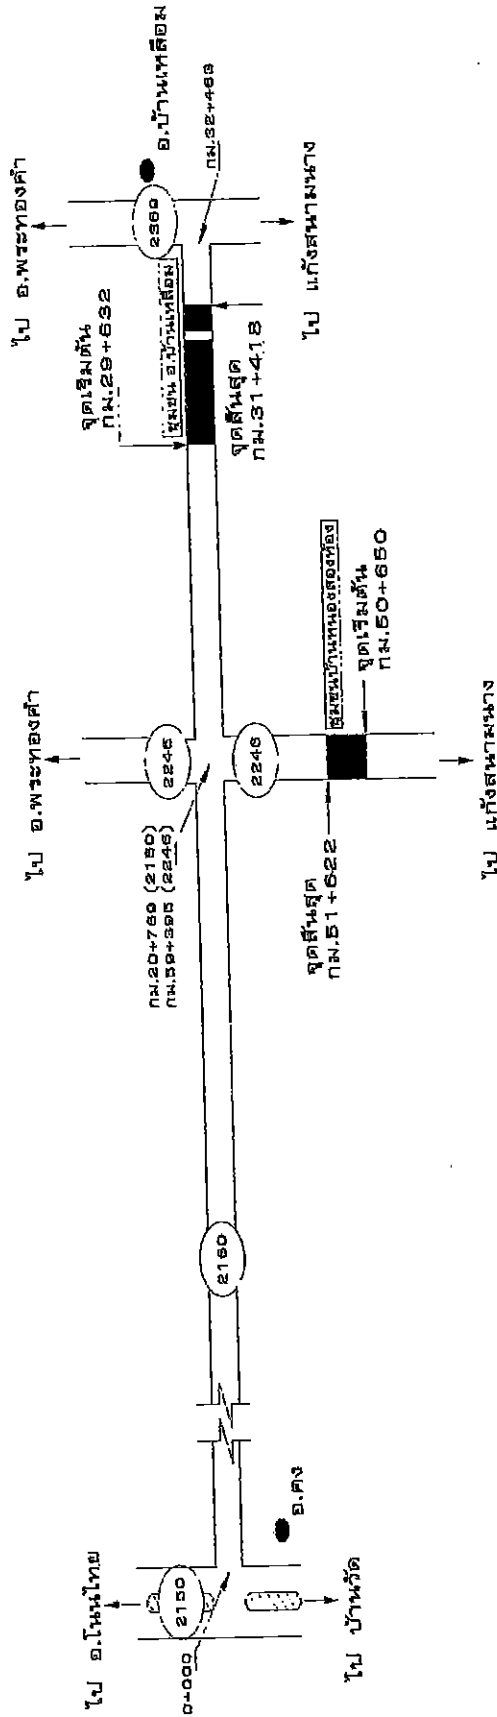 ไป อ.โนนไทย
2150
0+000
ไป บ้านวัด
อ.คง
2160
ไป อ.พระทองคำ
2246
กม.20+769 (2160)
กม.59+395 (2246)
2246
ชุมชนบ้านหนองสองห้อง
จุดสิ้นสุด
กม.51+622
จุดเริ่มต้น
กม.50+650
ไป แก้งสนามนาง
ไป อ.พระทองคำ
จุดเริ่มต้น
กม.29+632
ชุมชน อ.บ้านเหลื่อม
2369
อ.บ้านเหลื่อม
จุดสิ้นสุด
กม.31+418
กม.32+463
ไป แก้งสนามนาง